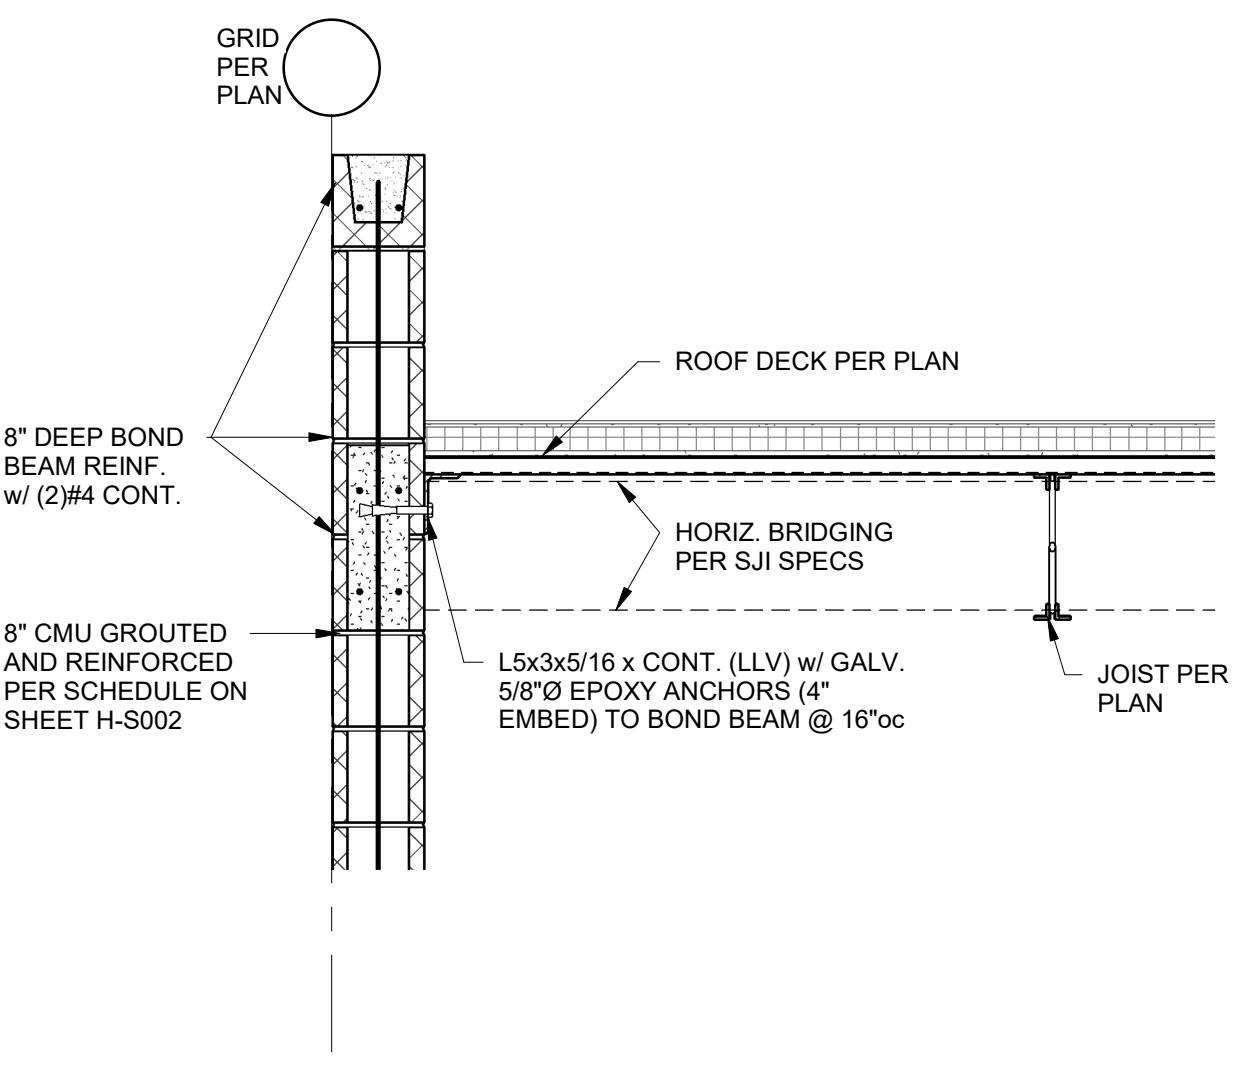 GRID
PER
PLAN
ROOF DECK PER PLAN
8" DEEP BOND
BEAM REINF.
w/ (2)#4 CONT.
HORIZ. BRIDGING
PER SJI SPECS
8" CMU GROUTED
AND REINFORCED
PER SCHEDULE ON
SHEET H-S002
L5x3x5/16 x CONT. (LLV) w/ GALV.
5/8"Ø EPOXY ANCHORS (4"
EMBED) TO BOND BEAM @ 16"oc
JOIST PER
PLAN